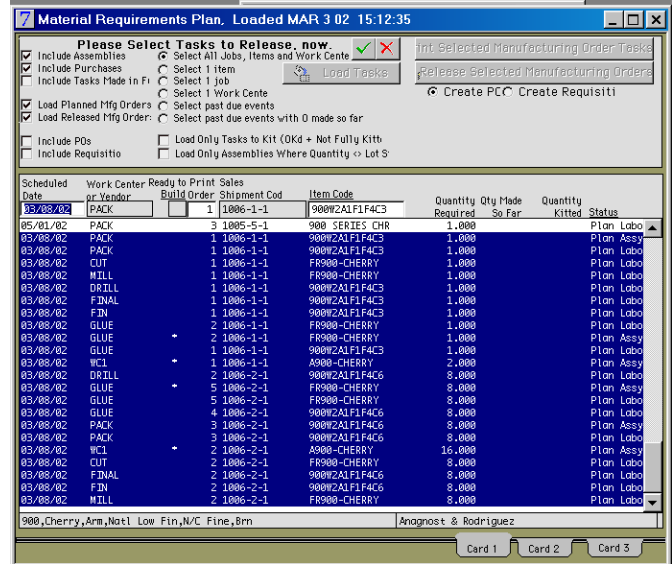 7 Material Requirements Plan, Loaded MAR 3 02 15:12:35
Please Select Tasks to Release, now.
Include Assemblies
Select All Jobs, Items and Work Cente
Include Purchases
Select 1 item
Include Tasks Made in F
Select 1 job
Select 1 Work Cente
Load Planned Mfg Orders
Select past due events
Load Released Mfg Order:
Select past due events with 0 made so far
Include POs
Load Only Tasks to Kit (OKd + Not Fully Kitt
Include Requisitio
Load Only Assemblies Where Quantity <> Lot S
Load Tasks
int Selected Manufacturing Order Tasks
Release Selected Manufacturing Orders
Create PO Create Requisiti
Scheduled Date Work Center or Vendor Ready to Build Print Order Sales Shipment Cod Item Code Quantity Required Qty Made So Far Quantity Kitted Status
03/08/02 PACK 1 1006-1-1 900W2A1F1F4C3
05/01/02 PACK 3 1005-5-1 900 SERIES CHR 1.000 Plan Labo
03/08/02 PACK 1 1006-1-1 900W2A1F1F4C3 1.000 Plan Assy
03/08/02 PACK 1 1006-1-1 900W2A1F1F4C3 1.000 Plan Labo
03/08/02 CUT 1 1006-1-1 FR900-CHERRY 1.000 Plan Labo
03/08/02 MILL 1 1006-1-1 FR900-CHERRY 1.000 Plan Labo
03/08/02 DRILL 1 1006-1-1 900W2A1F1F4C3 1.000 Plan Labo
03/08/02 FINAL 1 1006-1-1 900W2A1F1F4C3 1.000 Plan Labo
03/08/02 FIN 1 1006-1-1 FR900-CHERRY 1.000 Plan Labo
03/08/02 GLUE 2 1006-1-1 FR900-CHERRY 1.000 Plan Labo
03/08/02 GLUE * 2 1006-1-1 FR900-CHERRY 1.000 Plan Assy
03/08/02 GLUE 1 1006-1-1 900W2A1F1F4C3 1.000 Plan Labo
03/08/02 WC1 * 1 1006-1-1 A900-CHERRY 2.000 Plan Assy
03/08/02 DRILL 2 1006-2-1 900W2A1F1F4C6 8.000 Plan Labo
03/08/02 GLUE * 5 1006-2-1 FR900-CHERRY 8.000 Plan Assy
03/08/02 GLUE 5 1006-2-1 FR900-CHERRY 8.000 Plan Labo
03/08/02 GLUE 4 1006-2-1 900W2A1F1F4C6 8.000 Plan Labo
03/08/02 PACK 3 1006-2-1 900W2A1F1F4C6 8.000 Plan Assy
03/08/02 PACK 3 1006-2-1 900W2A1F1F4C6 8.000 Plan Labo
03/08/02 WC1 * 2 1006-2-1 A900-CHERRY 16.000 Plan Assy
03/08/02 CUT 2 1006-2-1 FR900-CHERRY 8.000 Plan Labo
03/08/02 FINAL 2 1006-2-1 900W2A1F1F4C6 8.000 Plan Labo
03/08/02 FIN 2 1006-2-1 FR900-CHERRY 8.000 Plan Labo
03/08/02 MILL 2 1006-2-1 FR900-CHERRY 8.000 Plan Labo
900,Cherry,Arm,Natl Low Fin,N/C Fine,Brn
Anagnost & Rodriguez
Card 1 Card 2 Card 3